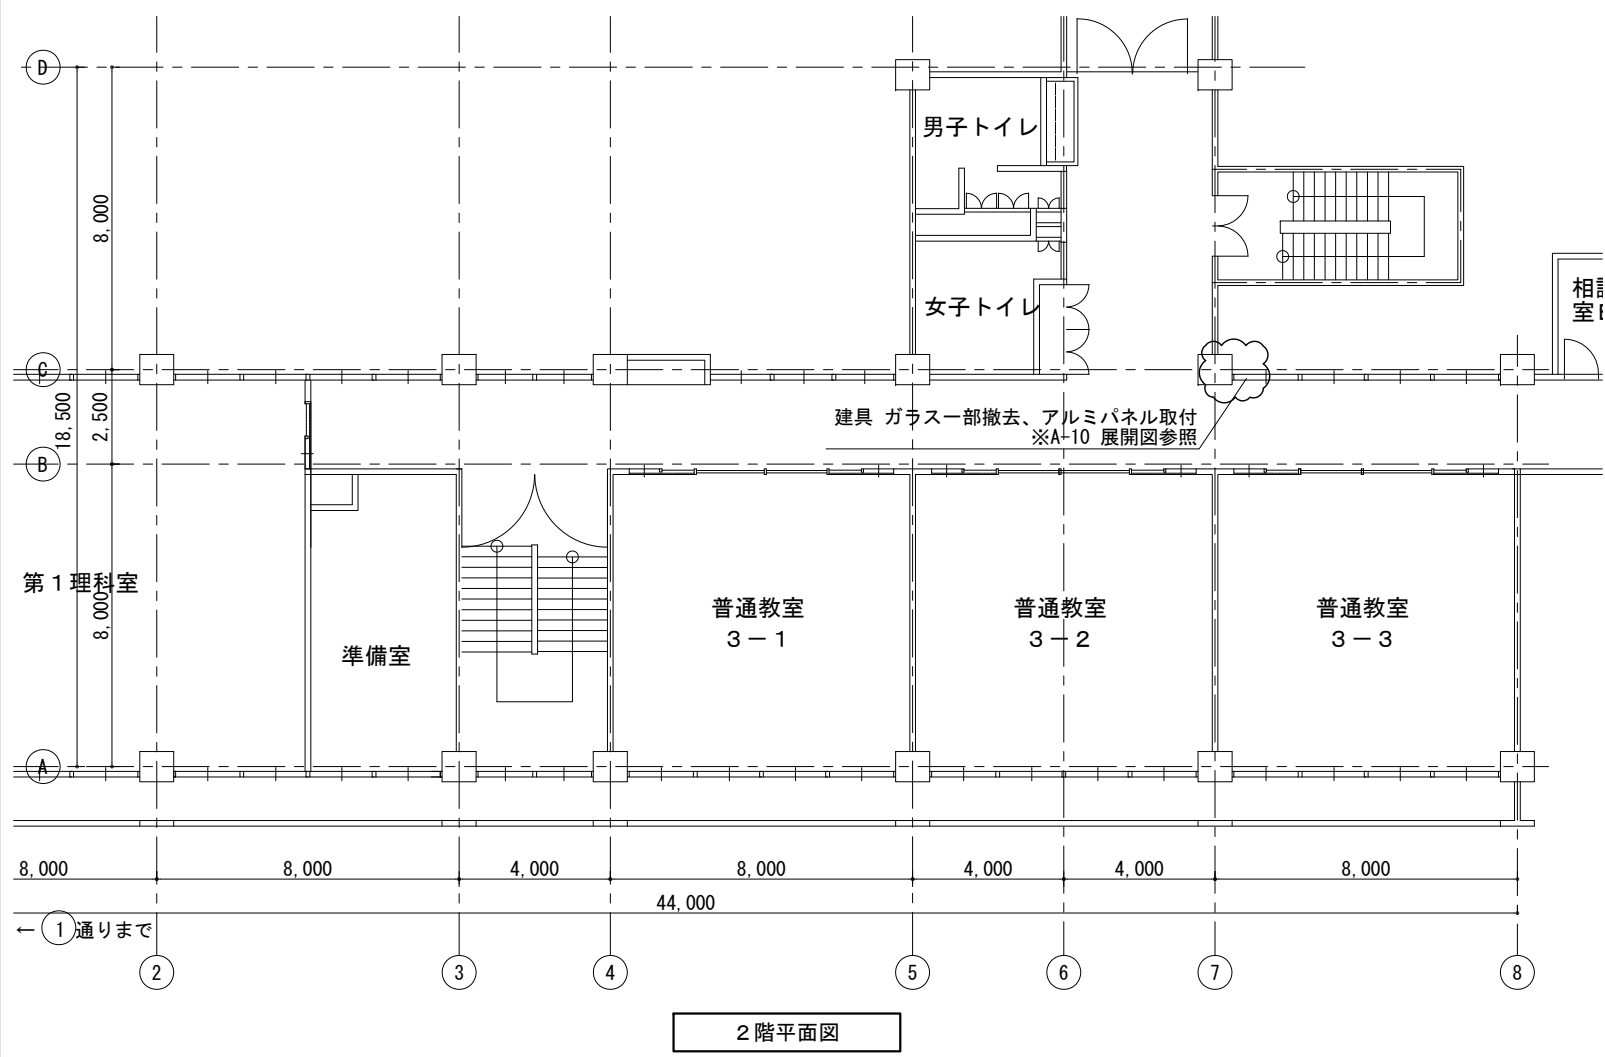 D
男子トイレ
8,000
女子トイレ
相談
室B
C
18,500
2,500
建具 ガラス一部撤去、アルミパネル取付
※A-10 展開図参照
B
第１理科室
8,000
準備室
普通教室
３－１
普通教室
３－２
普通教室
３－３
A
8,000
8,000
4,000
8,000
4,000
4,000
8,000
44,000
← 1 通りまで
2
3
4
5
6
7
8
２階平面図